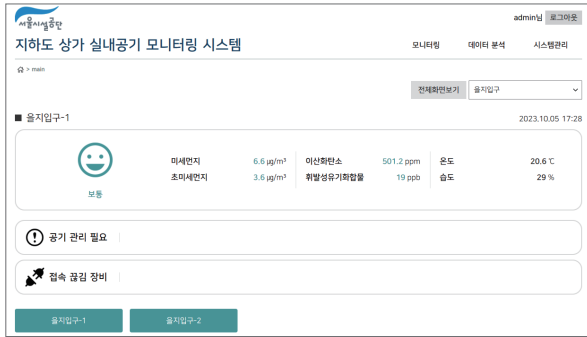 서울시설공단
admin님 로그아웃
지하도 상가 실내공기 모니터링 시스템
모니터링 데이터 분석 시스템관리
> main
전체화면보기 을지입구
■ 을지입구-1 2023.10.05 17:28
미세먼지 6.6 µg/m³ 이산화탄소 501.2 ppm 온도 20.6 ℃
초미세먼지 3.6 µg/m³ 휘발성유기화합물 19 ppb 습도 29 %
보통
공기 관리 필요
접속 끊김 장비
을지입구-1 을지입구-2